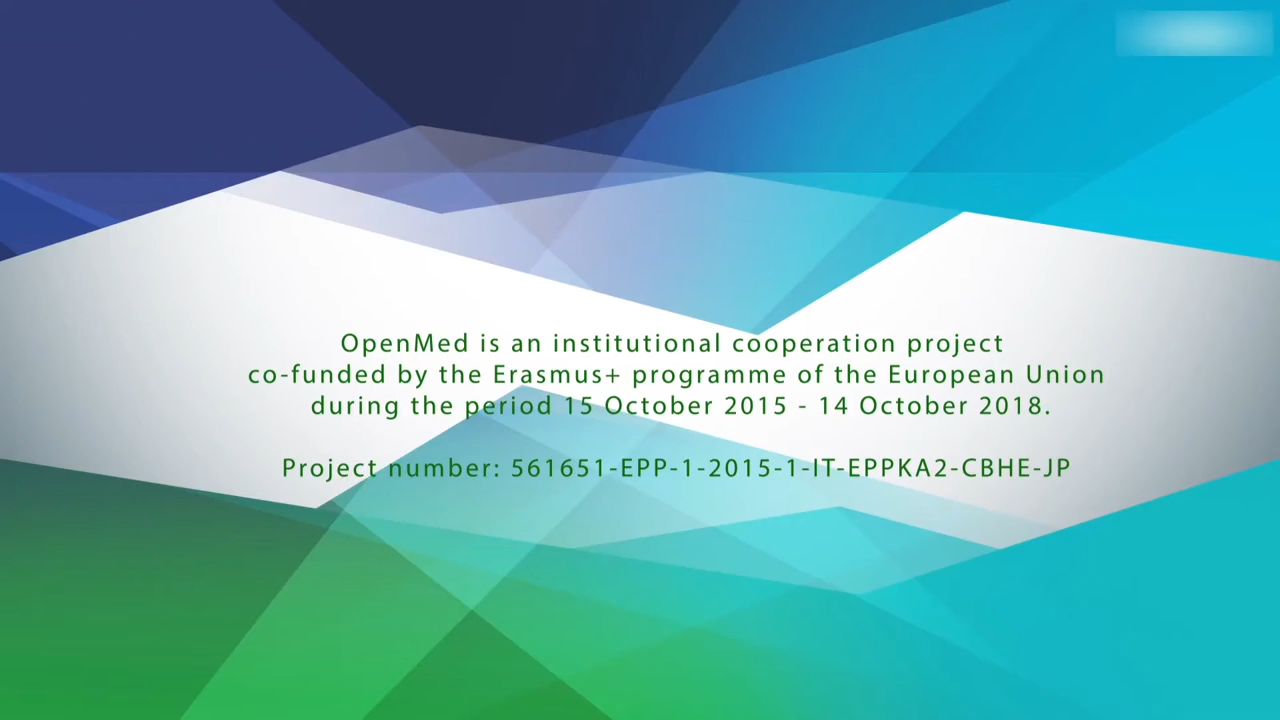 OpenMed is an institutional cooperation project
co-funded by the Erasmus+ programme of the European Union
during the period 15 October 2015 - 14 October 2018.
Project number: 561651-EPP-1-2015-1-IT-EPPKA2-CBHE-JP